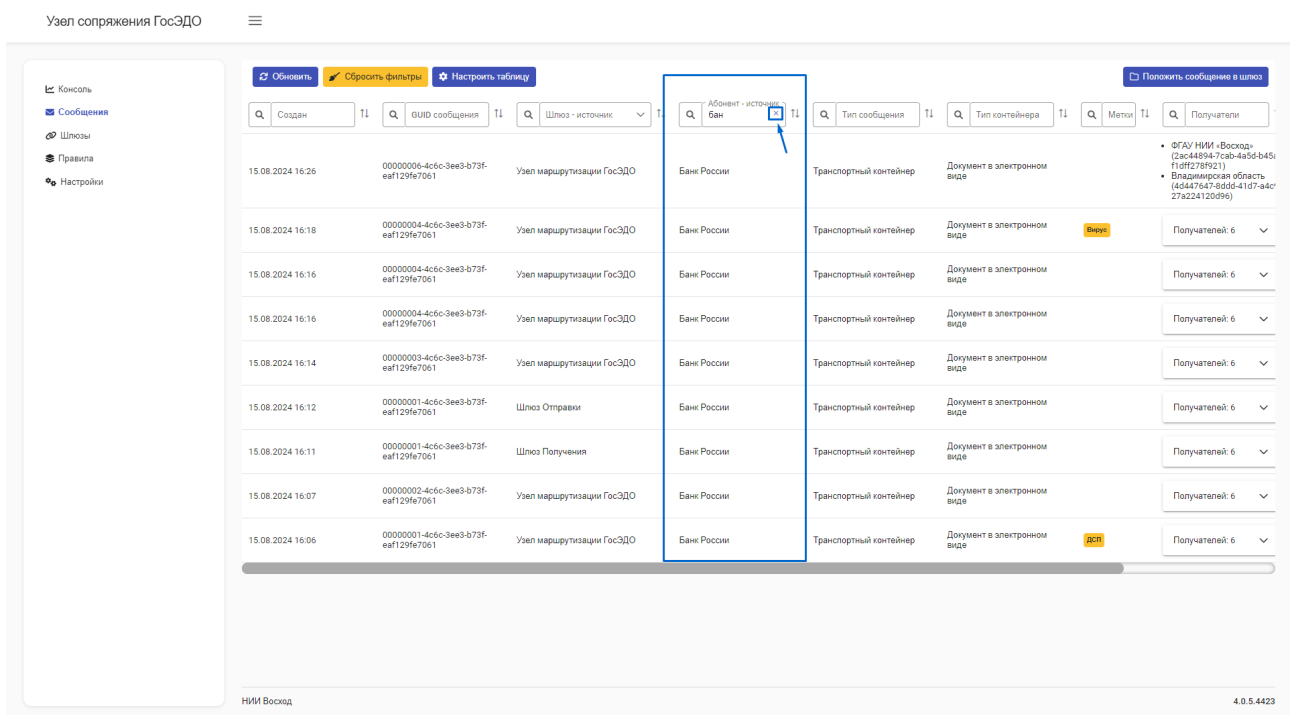 Узел сопряжения ГосЭДО
Обновить
Сбросить фильтры
Настроить таблицу
Положить сообщение в шлюз
Консоль
Сообщения
Шлюзы
Правила
Настройки
Создан
GUID сообщения
Шлюз - источник
Абонент - источник
бан
Тип сообщения
Тип контейнера
Метки
Получатели
15.08.2024 16:26
00000006-4c6c-3ee3-b73f-
eaf129fe7061
Узел маршрутизации ГосЭДО
Банк России
Транспортный контейнер
Документ в электронном
виде
• ФГАУ НИИ «Восход»
(2ac44894-7cab-4a5d-b45
f1dff278f921)
• Владимирская область
(4d447647-8ddd-41d7-a4c
27a224120d96)
15.08.2024 16:18
00000004-4c6c-3ee3-b73f-
eaf129fe7061
Узел маршрутизации ГосЭДО
Банк России
Транспортный контейнер
Документ в электронном
виде
Вирус
Получателей: 6
15.08.2024 16:16
00000004-4c6c-3ee3-b73f-
eaf129fe7061
Узел маршрутизации ГосЭДО
Банк России
Транспортный контейнер
Документ в электронном
виде
Получателей: 6
15.08.2024 16:16
00000004-4c6c-3ee3-b73f-
eaf129fe7061
Узел маршрутизации ГосЭДО
Банк России
Транспортный контейнер
Документ в электронном
виде
Получателей: 6
15.08.2024 16:14
00000003-4c6c-3ee3-b73f-
eaf129fe7061
Узел маршрутизации ГосЭДО
Банк России
Транспортный контейнер
Документ в электронном
виде
Получателей: 6
15.08.2024 16:12
00000001-4c6c-3ee3-b73f-
eaf129fe7061
Шлюз Отправки
Банк России
Транспортный контейнер
Документ в электронном
виде
Получателей: 6
15.08.2024 16:11
00000001-4c6c-3ee3-b73f-
eaf129fe7061
Шлюз Получения
Банк России
Транспортный контейнер
Документ в электронном
виде
Получателей: 6
15.08.2024 16:07
00000002-4c6c-3ee3-b73f-
eaf129fe7061
Узел маршрутизации ГосЭДО
Банк России
Транспортный контейнер
Документ в электронном
виде
Получателей: 6
15.08.2024 16:06
00000001-4c6c-3ee3-b73f-
eaf129fe7061
Узел маршрутизации ГосЭДО
Банк России
Транспортный контейнер
Документ в электронном
виде
ДСП
Получателей: 6
НИИ Восход
4.0.5.4423